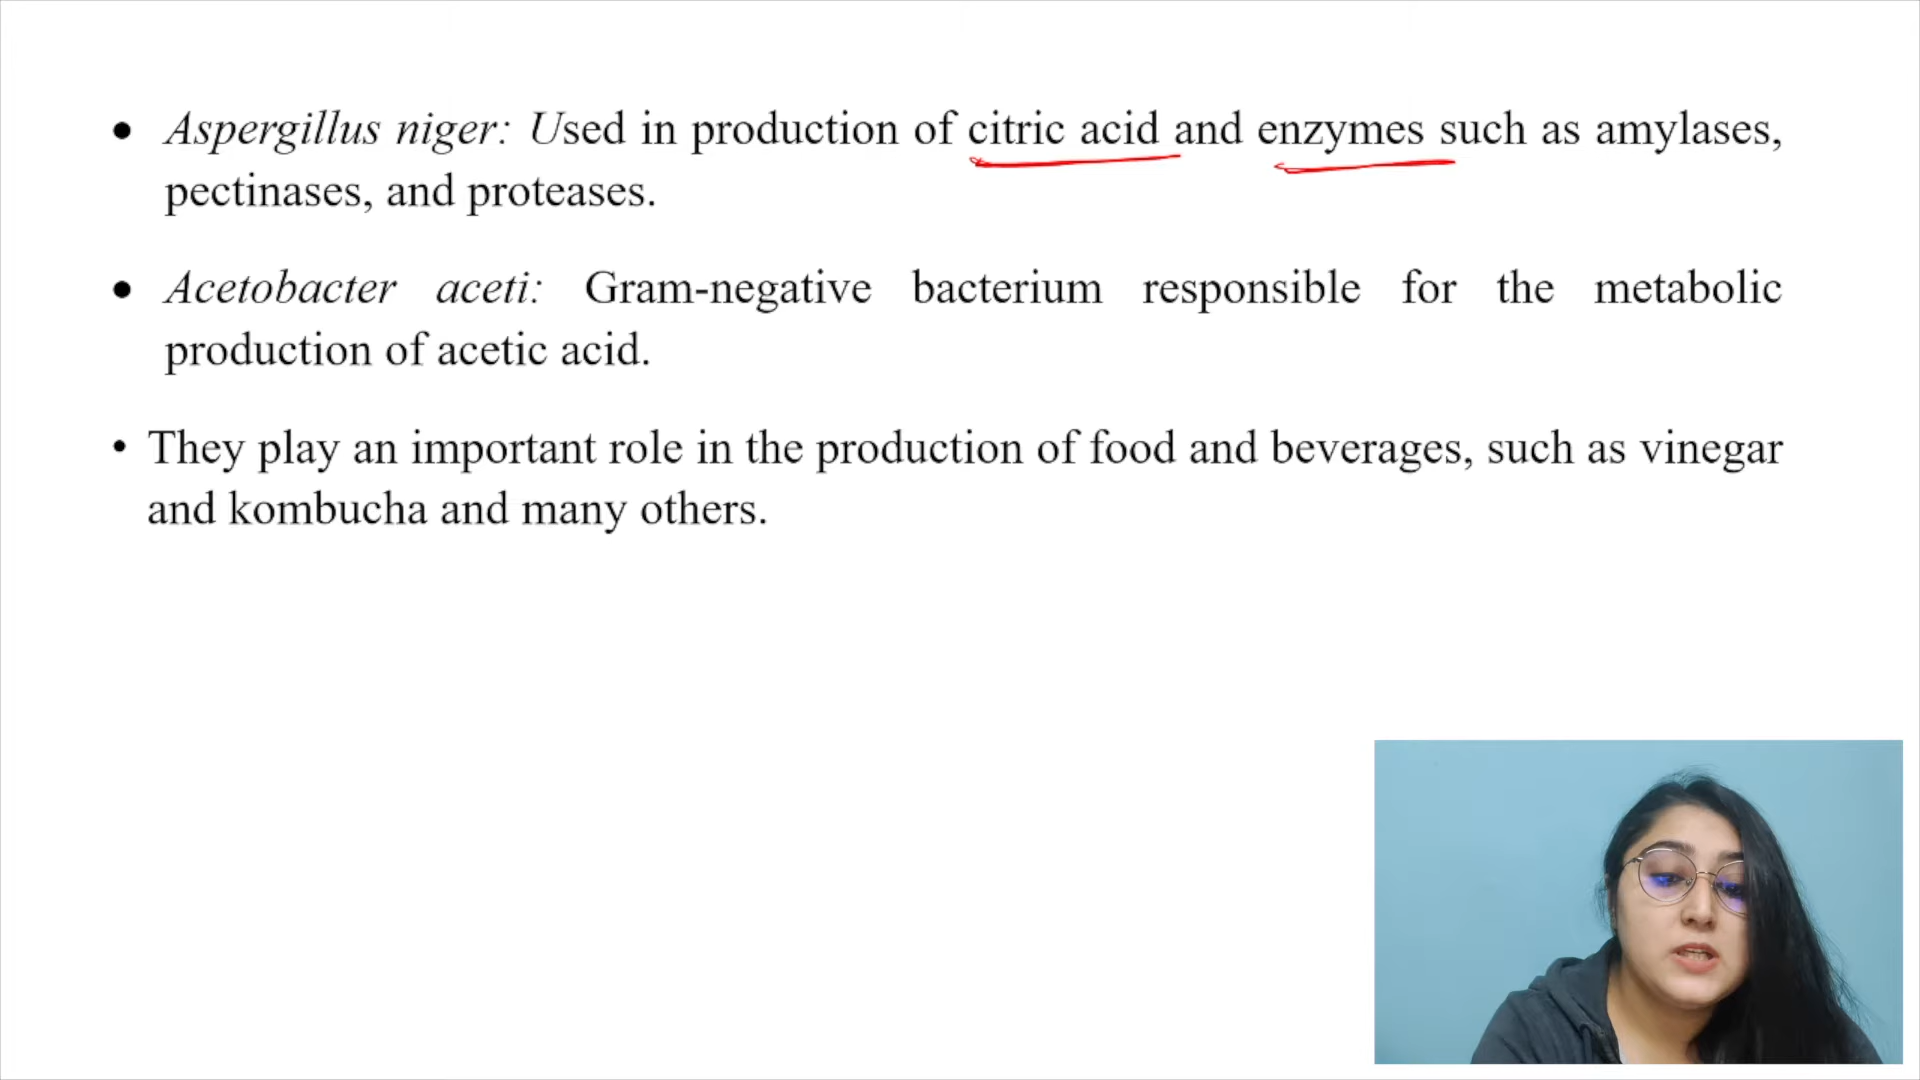 • Aspergillus niger: Used in production of citric acid and enzymes such as amylases,
pectinases, and proteases.
• Acetobacter aceti: Gram-negative bacterium responsible for the metabolic
production of acetic acid.
• They play an important role in the production of food and beverages, such as vinegar
and kombucha and many others.